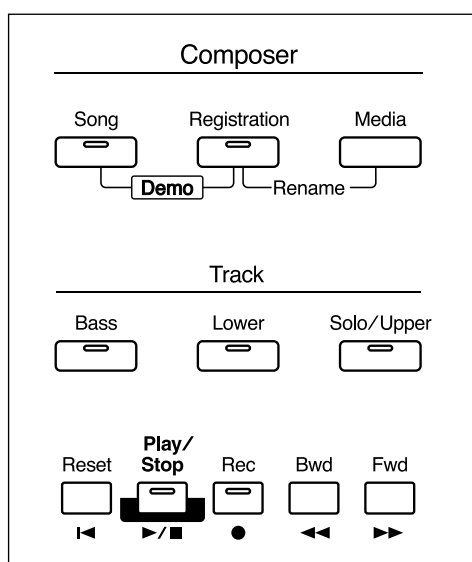 Composer
Song Registration Media
Demo Rename
Track
Bass Lower Solo/Upper
Play/
Reset Stop Rec Bwd Fwd